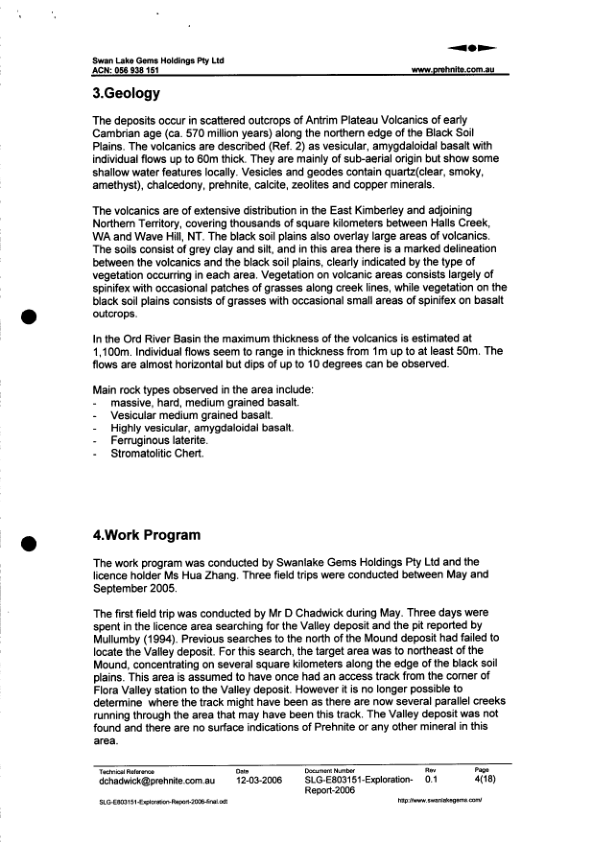 Swan Lake Gems Holdings Pty Ltd
ACN: 056 938 151 www.prehnite.com.au
3.Geology
The deposits occur in scattered outcrops of Antrim Plateau Volcanics of early
Cambrian age (ca. 570 million years) along the northern edge of the Black Soil
Plains. The volcanics are described (Ref. 2) as vesicular, amygdaloidal basalt with
individual flows up to 60m thick. They are mainly of sub-aerial origin but show some
shallow water features locally. Vesicles and geodes contain quartz(clear, smoky,
amethyst), chalcedony, prehnite, calcite, zeolites and copper minerals.
The volcanics are of extensive distribution in the East Kimberley and adjoining
Northern Territory, covering thousands of square kilometers between Halls Creek,
WA and Wave Hill, NT. The black soil plains also overlay large areas of volcanics.
The soils consist of grey clay and silt, and in this area there is a marked delineation
between the volcanics and the black soil plains, clearly indicated by the type of
vegetation occurring in each area. Vegetation on volcanic areas consists largely of
spinifex with occasional patches of grasses along creek lines, while vegetation on the
black soil plains consists of grasses with occasional small areas of spinifex on basalt
outcrops.
In the Ord River Basin the maximum thickness of the volcanics is estimated at
1,100m. Individual flows seem to range in thickness from 1m up to at least 50m. The
flows are almost horizontal but dips of up to 10 degrees can be observed.
Main rock types observed in the area include:
- massive, hard, medium grained basalt.
- Vesicular medium grained basalt.
- Highly vesicular, amygdaloidal basalt.
- Ferruginous laterite.
- Stromatolitic Chert.
4.Work Program
The work program was conducted by Swanlake Gems Holdings Pty Ltd and the
licence holder Ms Hua Zhang. Three field trips were conducted between May and
September 2005.
The first field trip was conducted by Mr D Chadwick during May. Three days were
spent in the licence area searching for the Valley deposit and the pit reported by
Mullumby (1994). Previous searches to the north of the Mound deposit had failed to
locate the Valley deposit. For this search, the target area was to northeast of the
Mound, concentrating on several square kilometers along the edge of the black soil
plains. This area is assumed to have once had an access track from the corner of
Flora Valley station to the Valley deposit. However it is no longer possible to
determine where the track might have been as there are now several parallel creeks
running through the area that may have been this track. The Valley deposit was not
found and there are no surface indications of Prehnite or any other mineral in this
area.
Technical Reference Date Document Number Rev Page
dchadwick@prehnite.com.au 12-03-2006 SLG-E803151-Exploration- 0.1 4(18)
Report-2006
SLG-E803151-Exploration-Report-2006-final.odt http://www.swanlakegems.com/